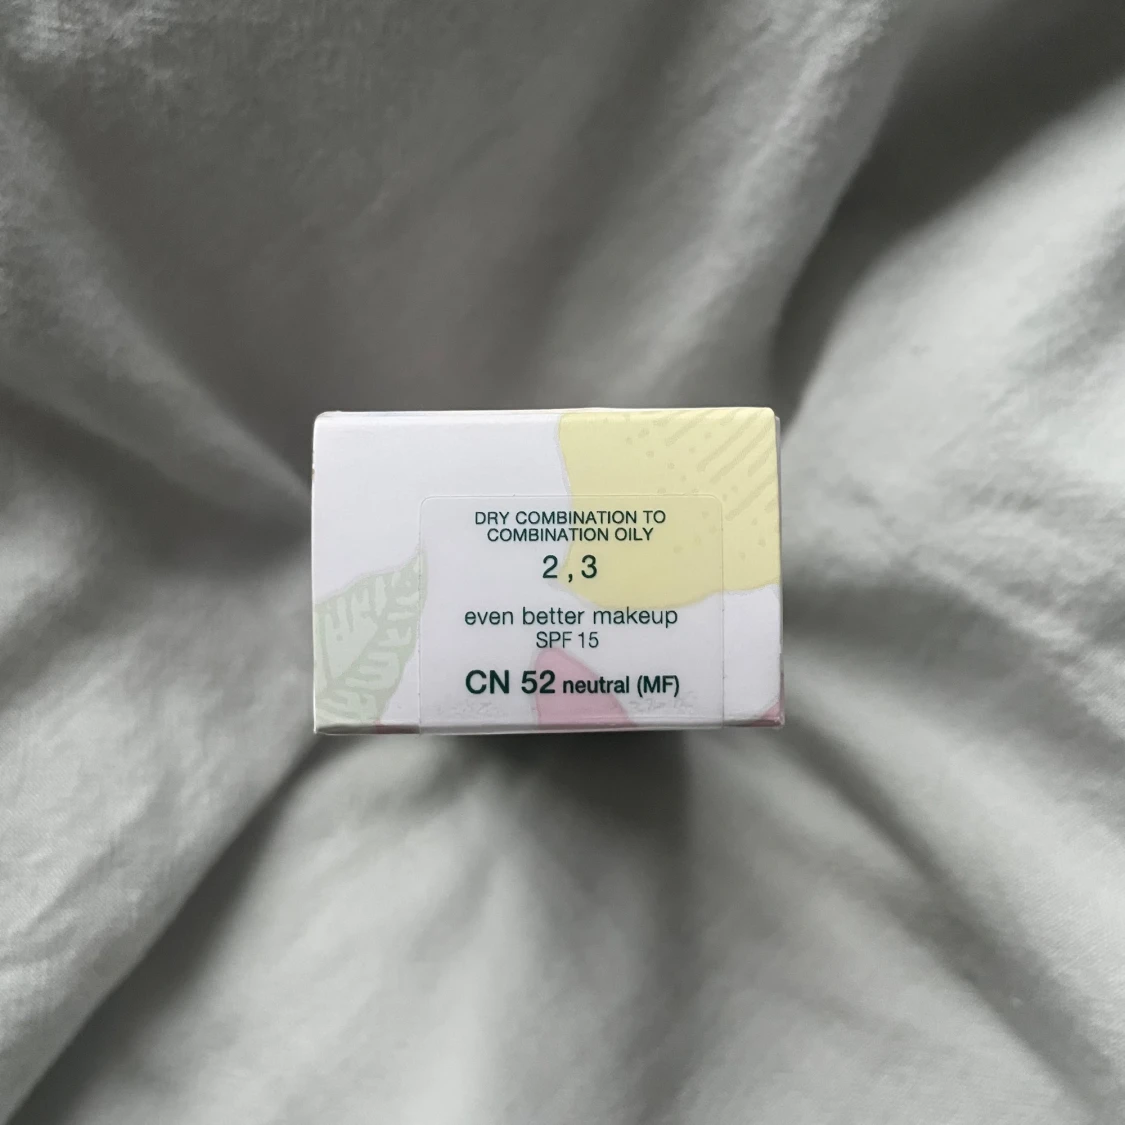 DRY COMBINATION TO
COMBINATION OILY
2 , 3
even better makeup
SPF 15
CN 52 neutral (MF)